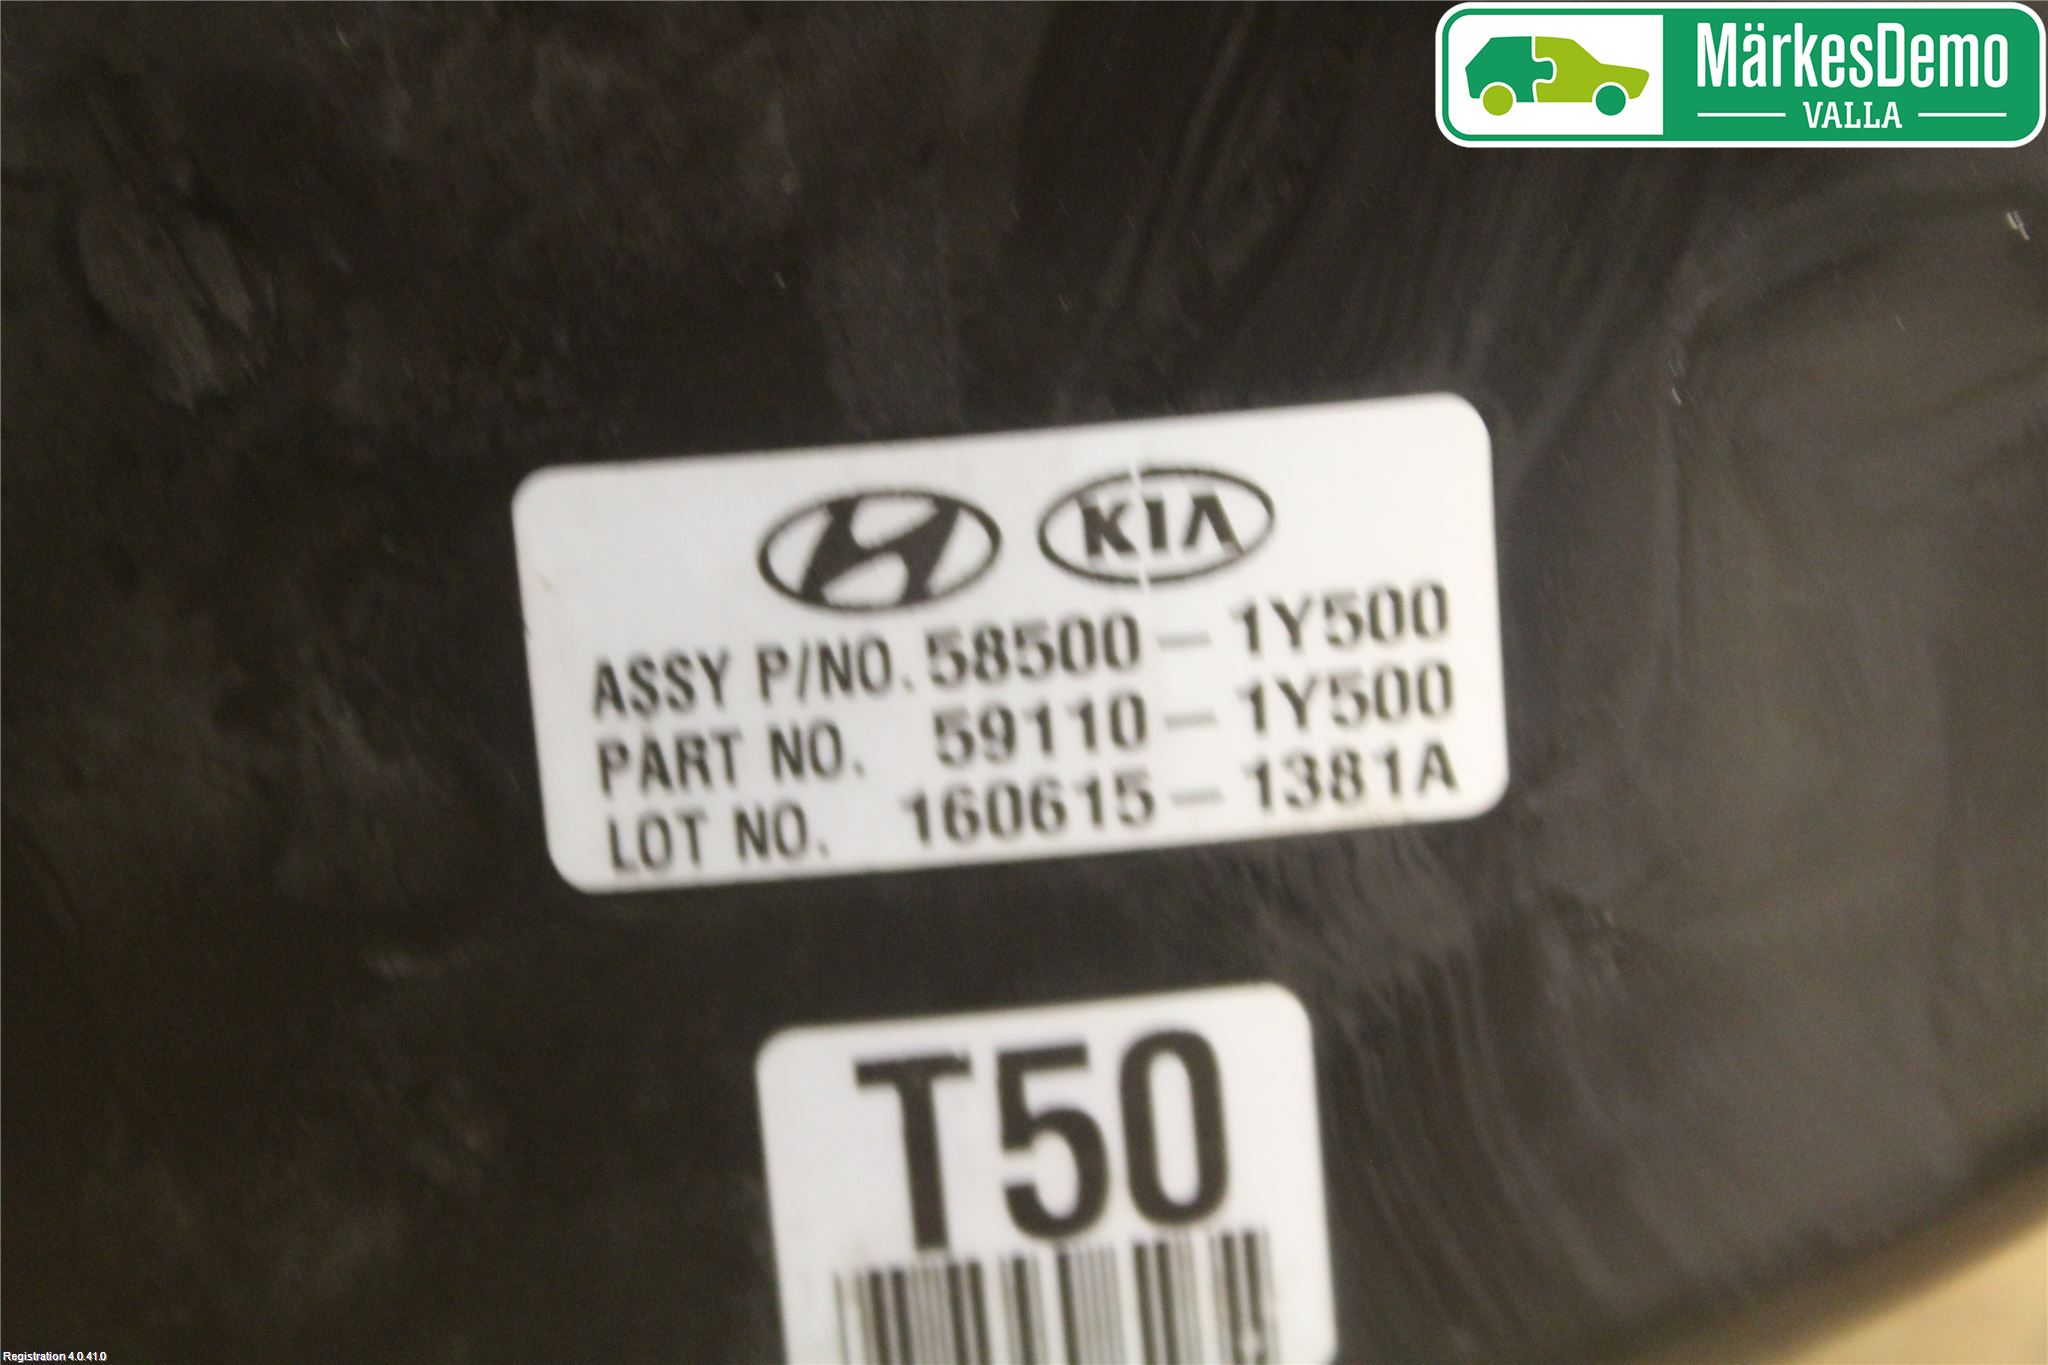 MärkesDemo
VALLA
KIA
ASSY P/NO. 58500-1Y500
PART NO. 59110-1Y500
LOT NO. 160615-1381A
T50
Registration 4.0.41.0